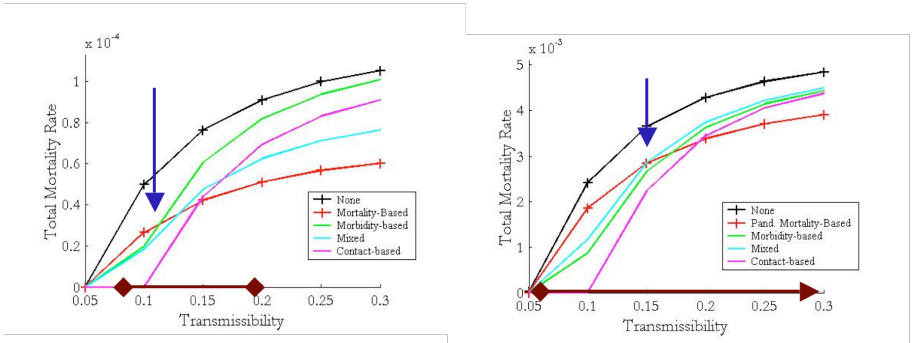 x 10⁻⁴
1
0.8
0.6
0.4
0.2
0
0.05 0.1 0.15 0.2 0.25 0.3
Total Mortality Rate
Transmissibility
None
Mortality-Based
Morbidity-based
Mixed
Contact-based
x 10⁻³
5
4
3
2
1
0
0.05 0.1 0.15 0.2 0.25 0.3
Total Mortality Rate
Transmissibility
None
Pand. Mortality-Based
Morbidity-based
Mixed
Contact-based